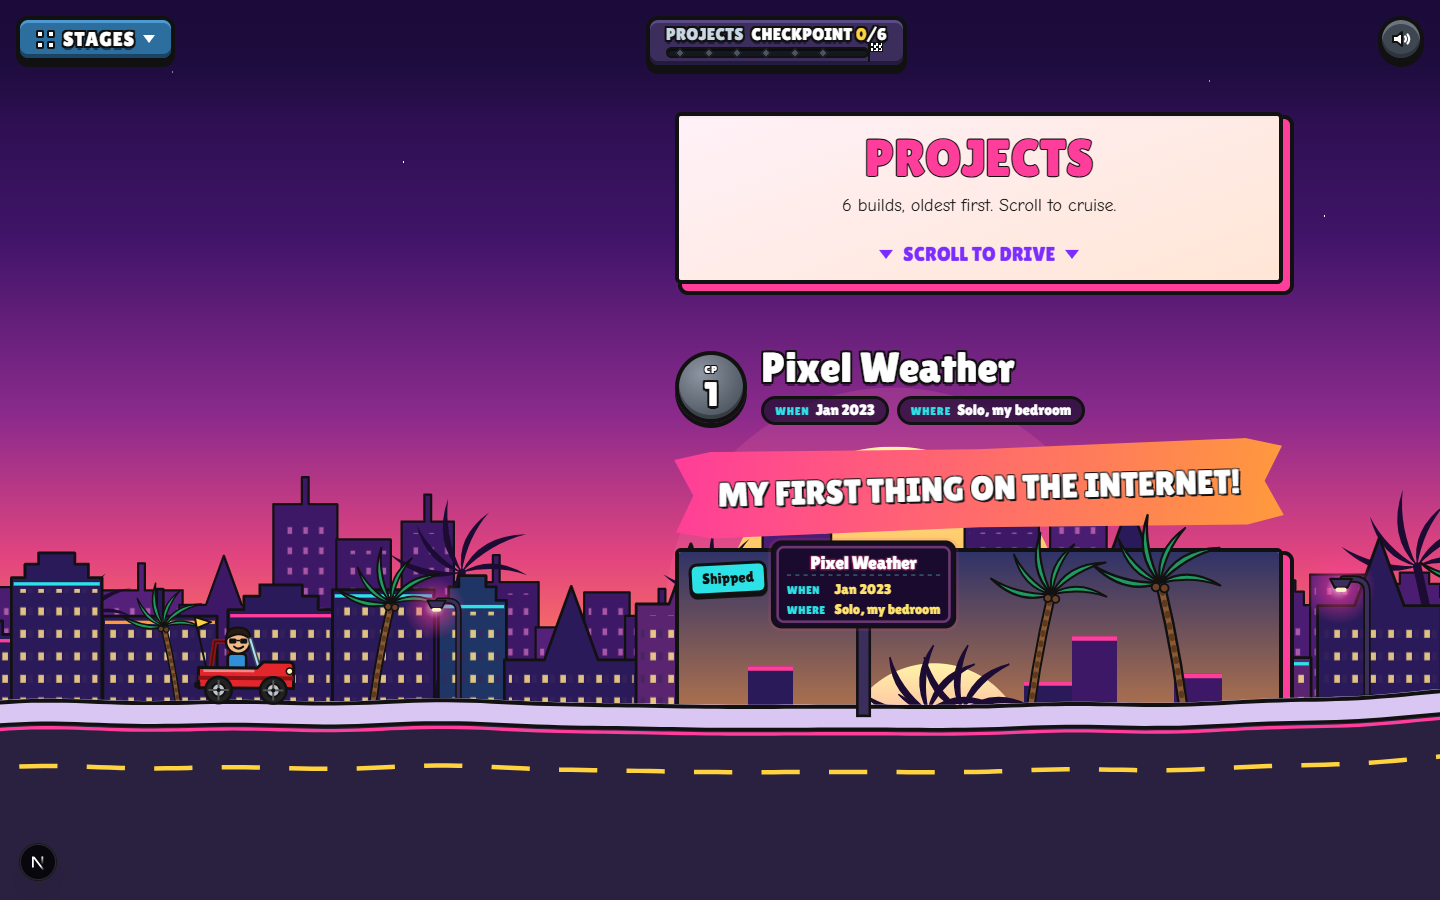 STAGES
PROJECTS CHECKPOINT 0/6
PROJECTS
6 builds, oldest first. Scroll to cruise.
SCROLL TO DRIVE
CP
1
Pixel Weather
WHEN Jan 2023
WHERE Solo, my bedroom
MY FIRST THING ON THE INTERNET!
Shipped
Pixel Weather
WHEN Jan 2023
WHERE Solo, my bedroom
N